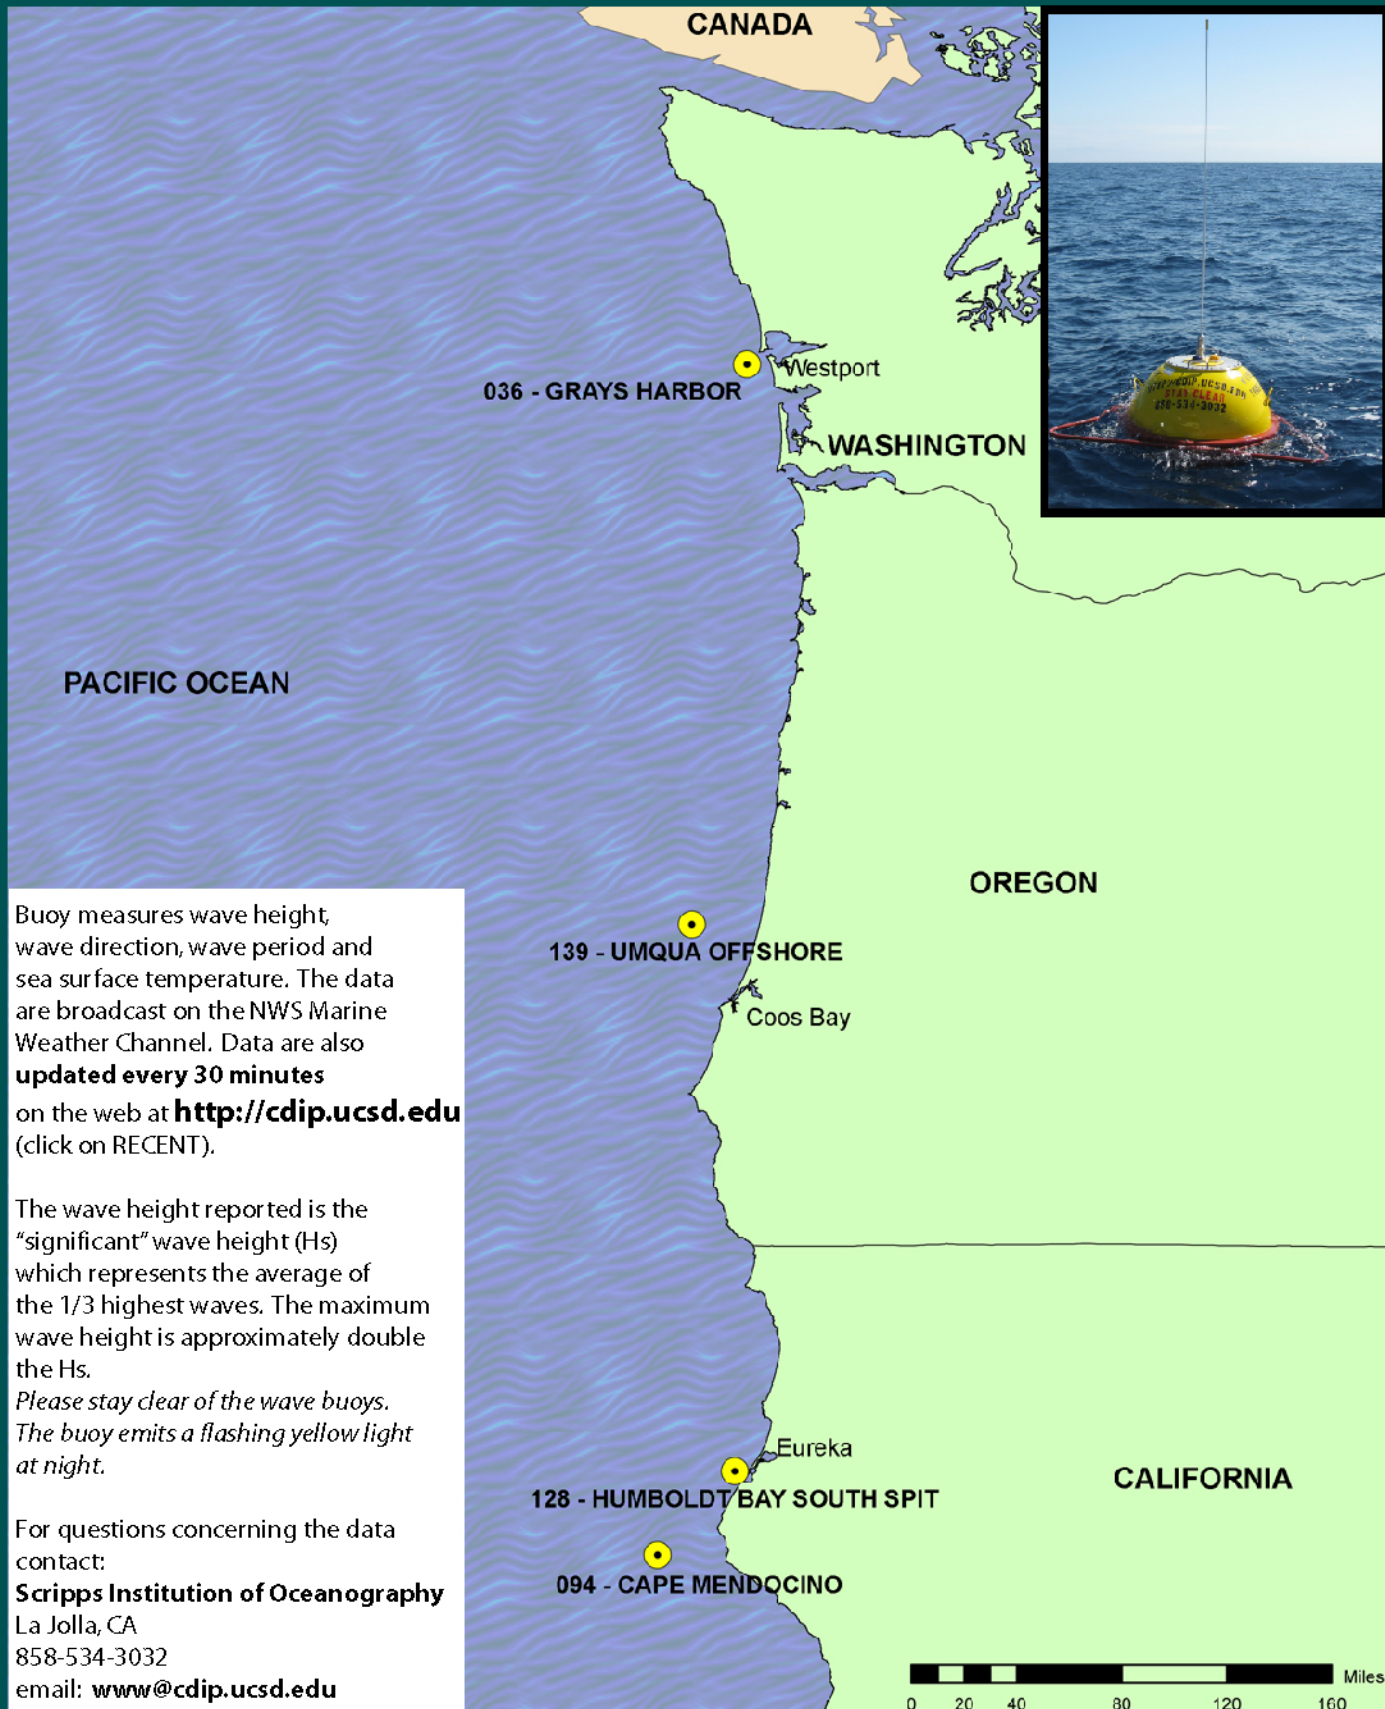 CANADA
036 - GRAYS HARBOR
Westport
WASHINGTON
STAY CLEAR
858-534-3032
PACIFIC OCEAN
OREGON
139 - UMQUA OFFSHORE
Coos Bay
Buoy measures wave height,
wave direction, wave period and
sea surface temperature. The data
are broadcast on the NWS Marine
Weather Channel. Data are also
updated every 30 minutes
on the web at http://cdip.ucsd.edu
(click on RECENT).
The wave height reported is the
“significant” wave height (Hs)
which represents the average of
the 1/3 highest waves. The maximum
wave height is approximately double
the Hs.
Please stay clear of the wave buoys.
The buoy emits a flashing yellow light
at night.
For questions concerning the data
contact:
Scripps Institution of Oceanography
La Jolla, CA
858-534-3032
email: www@cdip.ucsd.edu
Eureka
128 - HUMBOLDT BAY SOUTH SPIT
CALIFORNIA
094 - CAPE MENDOCINO
Miles
0 20 40 80 120 160